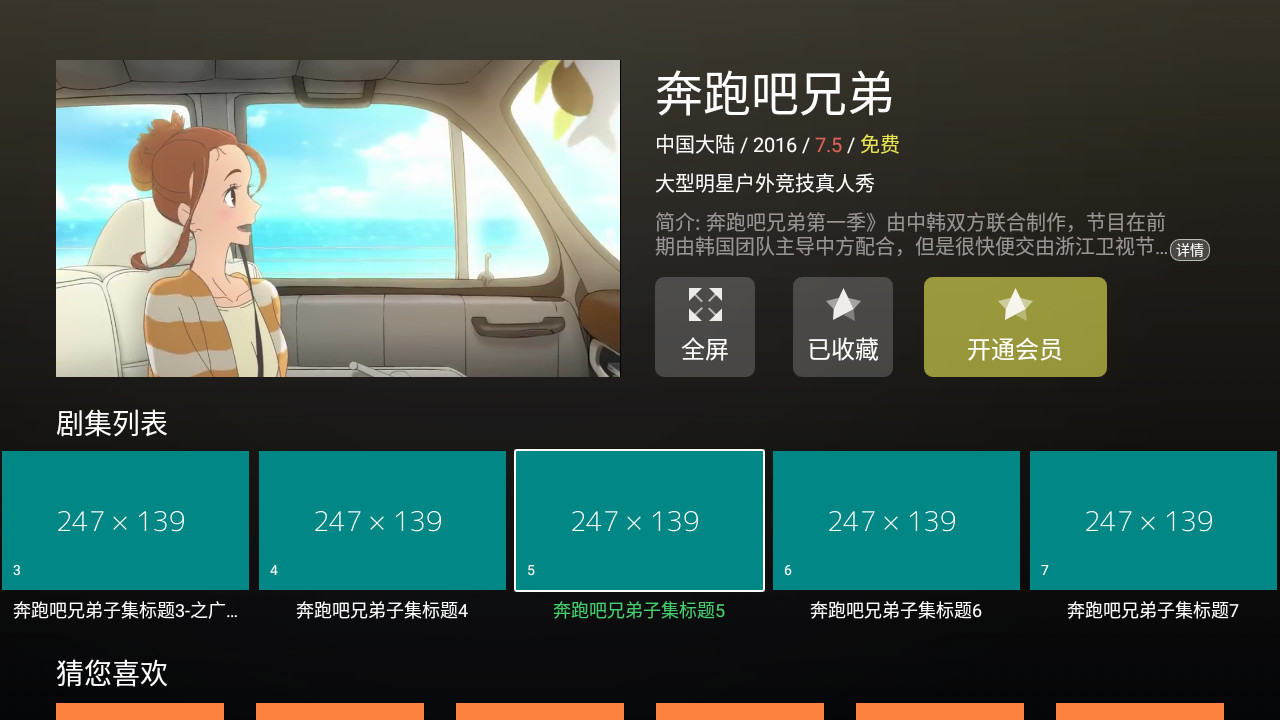 奔跑吧兄弟
中国大陆 / 2016 / 7.5 / 免费
大型明星户外竞技真人秀
简介: 奔跑吧兄弟第一季》由中韩双方联合制作，节目在前
期由韩国团队主导中方配合，但是很快便交由浙江卫视节... 详情
全屏
已收藏
开通会员
剧集列表
247 × 139
3
奔跑吧兄弟子集标题3-之广...
247 × 139
4
奔跑吧兄弟子集标题4
247 × 139
5
奔跑吧兄弟子集标题5
247 × 139
6
奔跑吧兄弟子集标题6
247 × 139
7
奔跑吧兄弟子集标题7
猜您喜欢